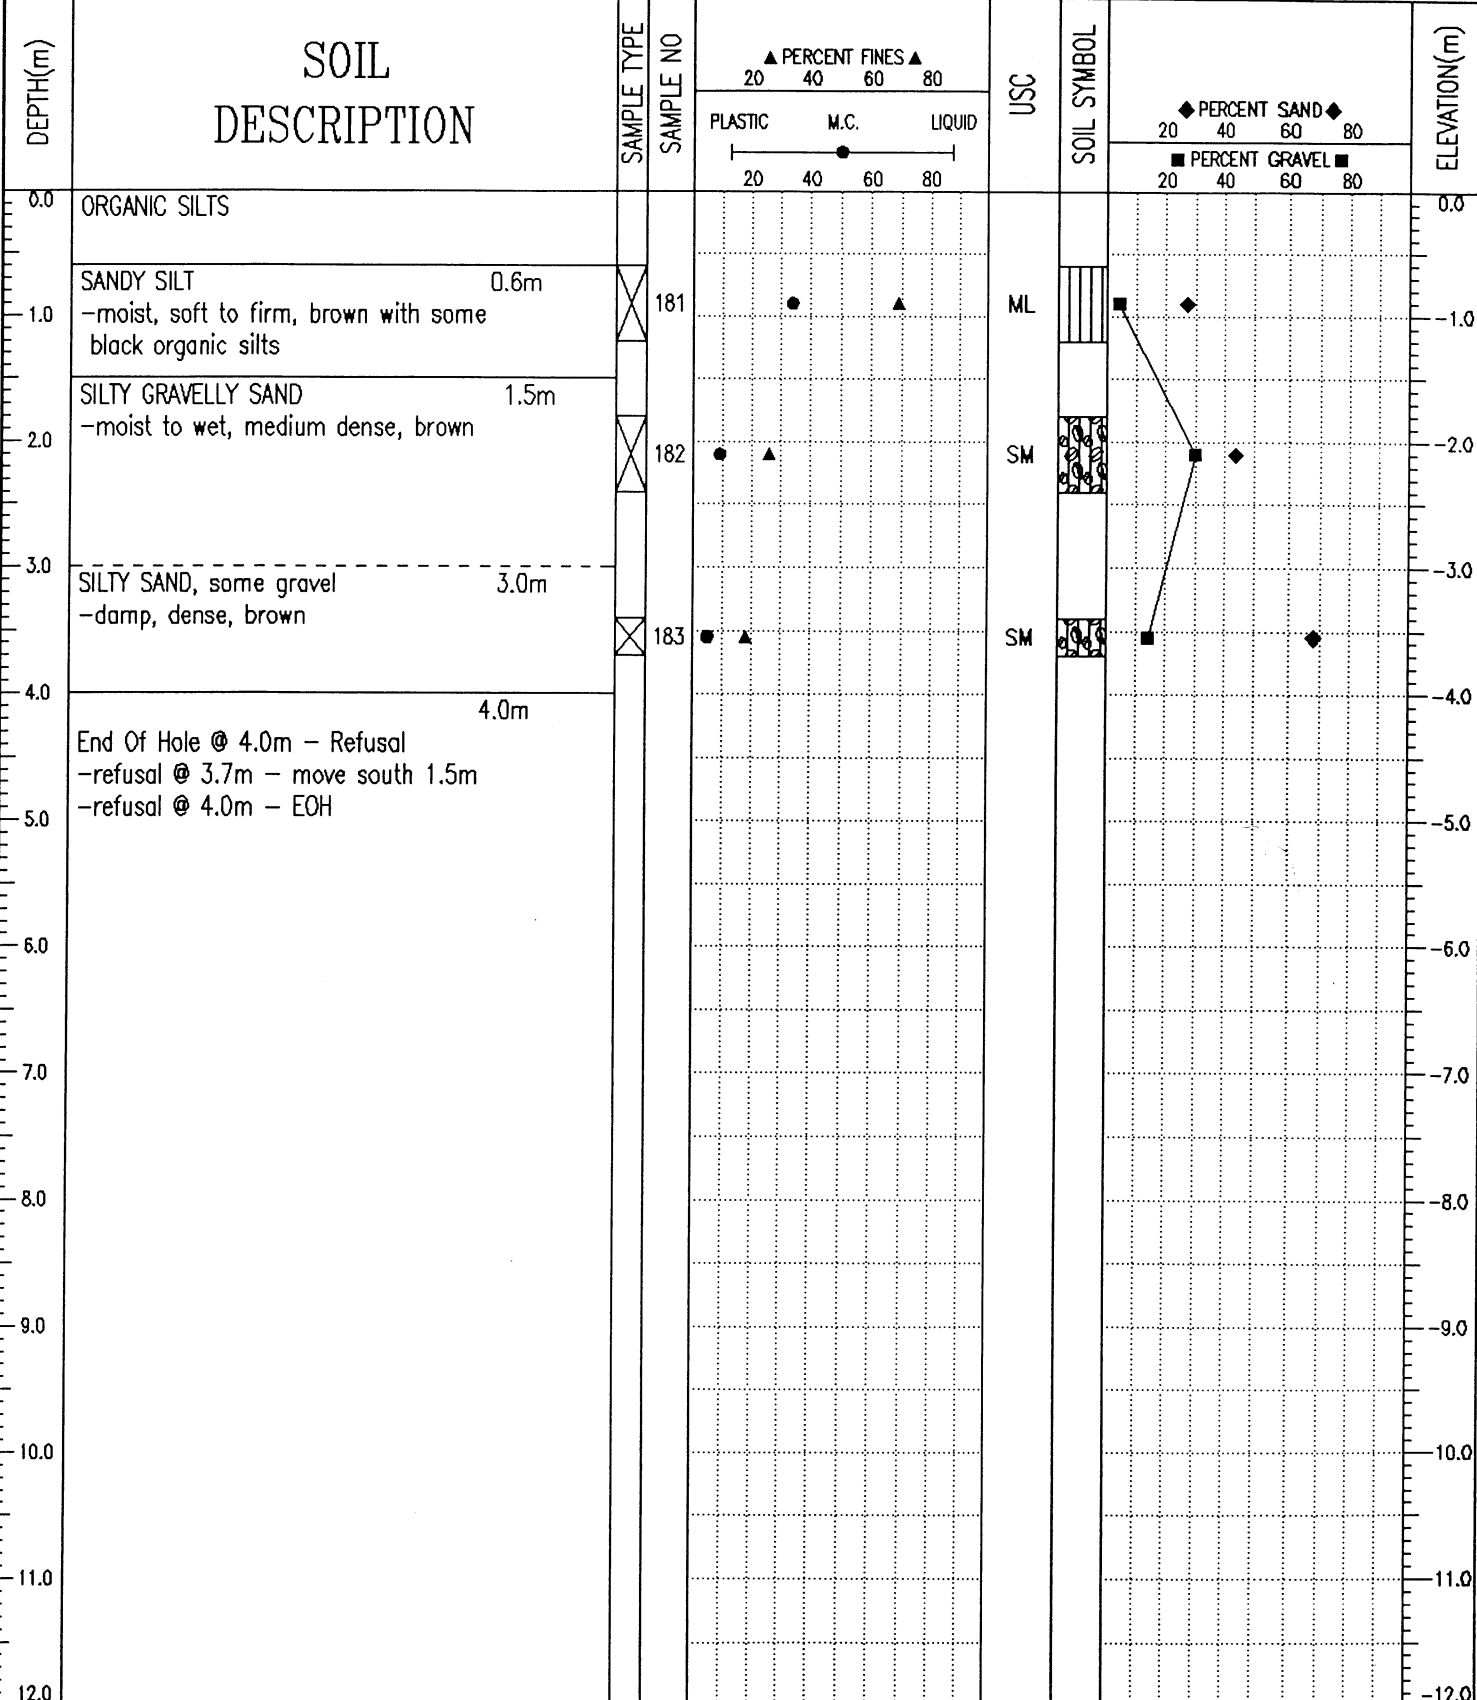 DEPTH(m)
SOIL
DESCRIPTION
SAMPLE TYPE
SAMPLE NO
▲ PERCENT FINES ▲
20 40 60 80
PLASTIC M.C. LIQUID
20 40 60 80
USC
SOIL SYMBOL
◆ PERCENT SAND ◆
20 40 60 80
■ PERCENT GRAVEL ■
20 40 60 80
ELEVATION(m)
0.0
ORGANIC SILTS
0.0
SANDY SILT 0.6m
-moist, soft to firm, brown with some
black organic silts
1.0
181
ML
-1.0
SILTY GRAVELLY SAND 1.5m
-moist to wet, medium dense, brown
2.0
182
SM
-2.0
3.0
SILTY SAND, some gravel 3.0m
-damp, dense, brown
-3.0
183
SM
4.0
4.0m
-4.0
End Of Hole @ 4.0m - Refusal
-refusal @ 3.7m - move south 1.5m
-refusal @ 4.0m - EOH
5.0
-5.0
6.0
-6.0
7.0
-7.0
8.0
-8.0
9.0
-9.0
10.0
-10.0
11.0
-11.0
12.0
-12.0